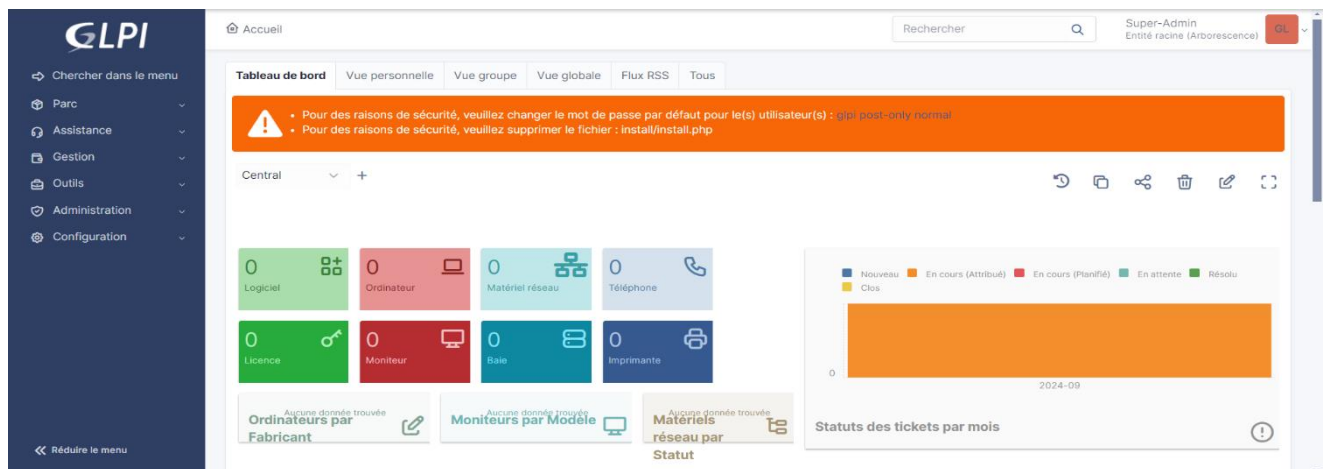 GLPI
Chercher dans le menu
Parc
Assistance
Gestion
Outils
Administration
Configuration
Réduire le menu
Accueil
Rechercher
Super-Admin
Entité racine (Arborescence)
GL
Tableau de bord Vue personnelle Vue groupe Vue globale Flux RSS Tous
• Pour des raisons de sécurité, veuillez changer le mot de passe par défaut pour le(s) utilisateur(s) : glpi post-only normal
• Pour des raisons de sécurité, veuillez supprimer le fichier : install/install.php
Central
0
Logiciel
0
Ordinateur
0
Matériel réseau
0
Téléphone
0
Licence
0
Moniteur
0
Baie
0
Imprimante
Aucune donnée trouvée
Ordinateurs par
Fabricant
Aucune donnée trouvée
Moniteurs par Modèle
Aucune donnée trouvée
Matériels
réseau par
Statut
Nouveau En cours (Attribué) En cours (Planifié) En attente Résolu
Clos
0
2024-09
Statuts des tickets par mois